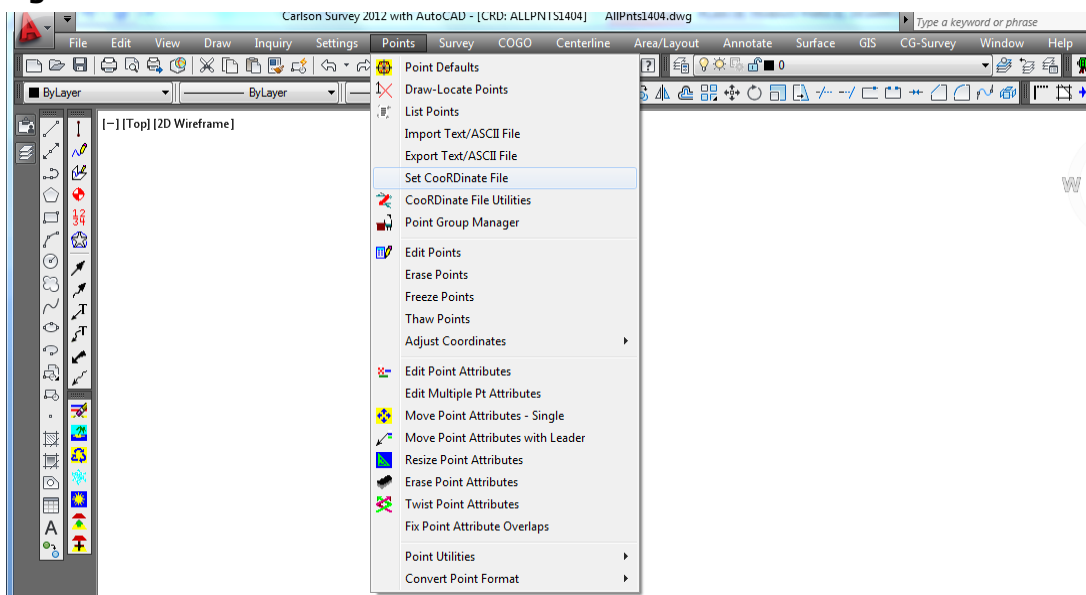 Carlson Survey 2012 with AutoCAD - [CRD: ALLPNTS1404] AllPnts1404.dwg
Type a keyword or phrase
File Edit View Draw Inquiry Settings Points Survey COGO Centerline Area/Layout Annotate Surface GIS CG-Survey Window Help
0
ByLayer ByLayer
[−] [Top] [2D Wireframe]
W
Point Defaults
Draw-Locate Points
List Points
Import Text/ASCII File
Export Text/ASCII File
Set CooRDinate File
CooRDinate File Utilities
Point Group Manager
Edit Points
Erase Points
Freeze Points
Thaw Points
Adjust Coordinates
Edit Point Attributes
Edit Multiple Pt Attributes
Move Point Attributes - Single
Move Point Attributes with Leader
Resize Point Attributes
Erase Point Attributes
Twist Point Attributes
Fix Point Attribute Overlaps
Point Utilities
Convert Point Format